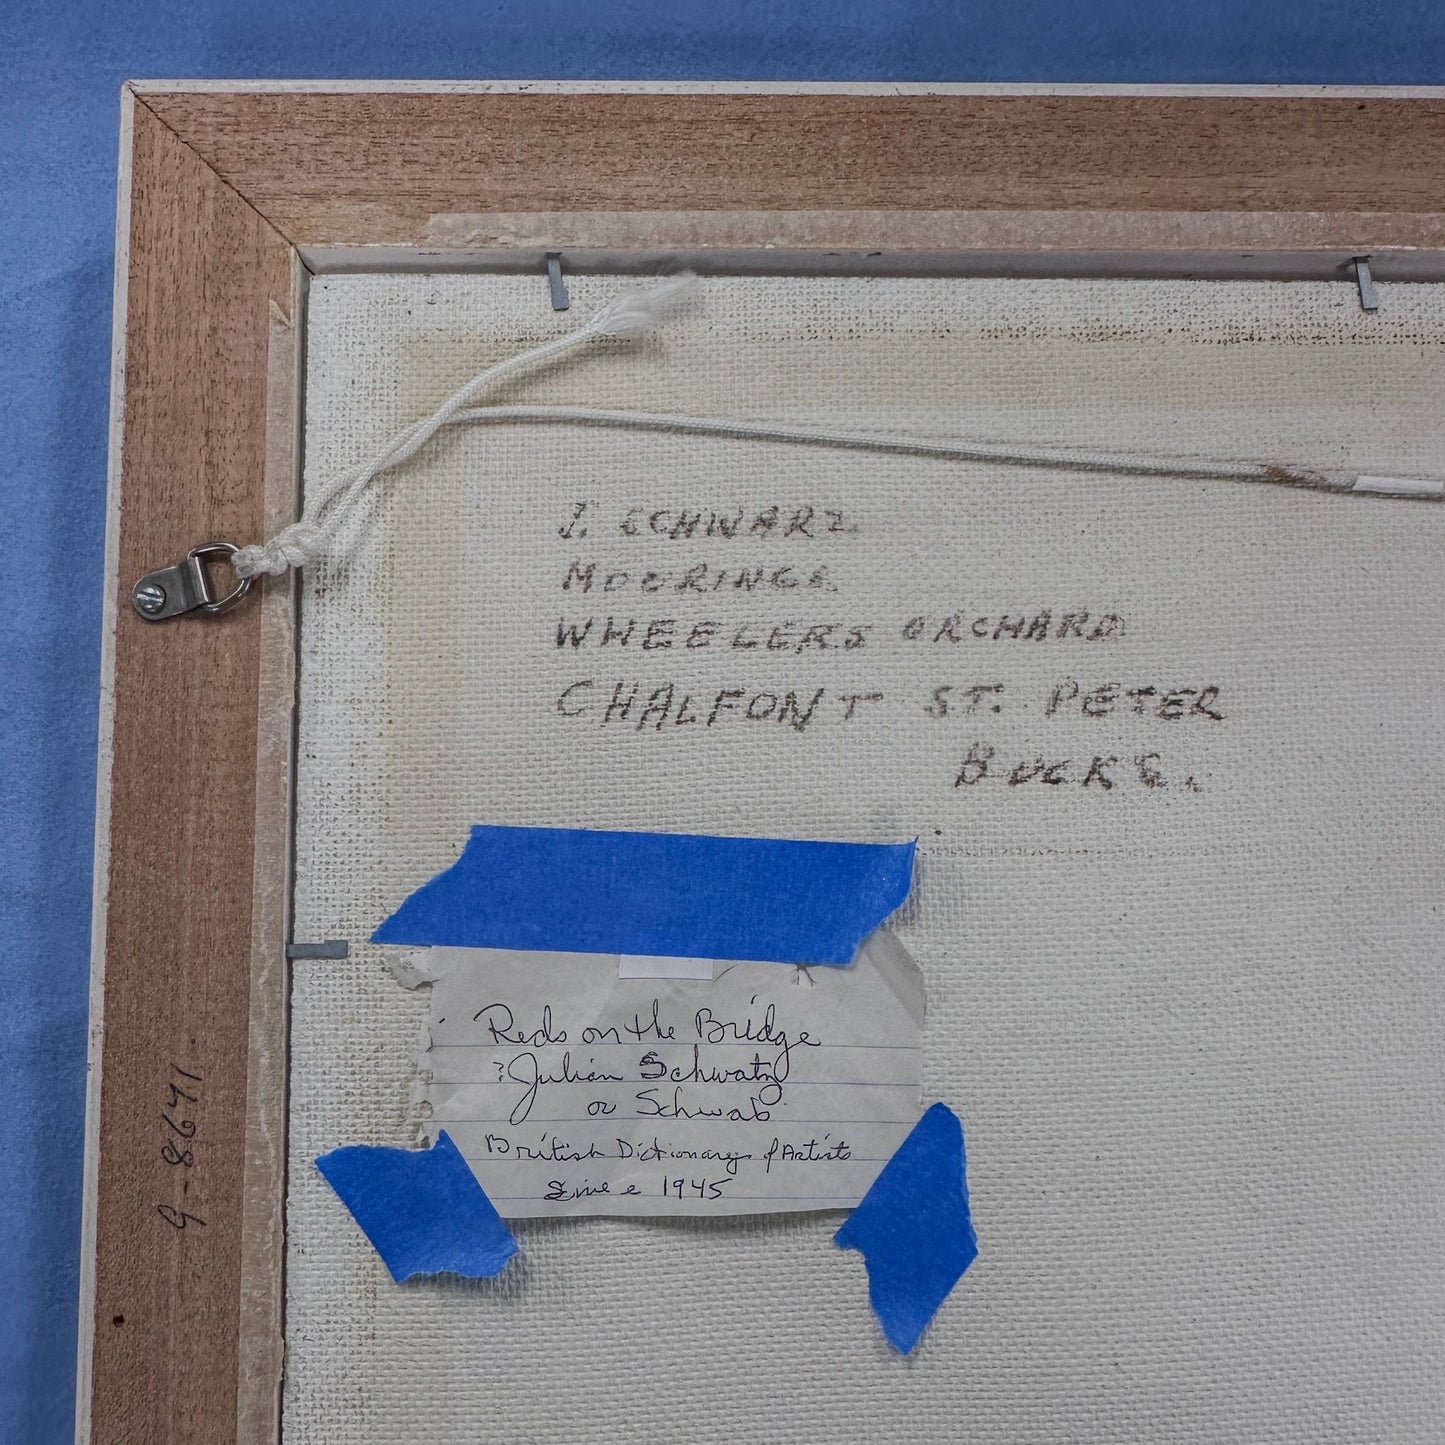 J. SCHWARZ
MOORINGS
WHEELERS ORCHARD
CHALFONT ST. PETER
BUCKS.
Reds on the Bridge
? Julian Schwatz
or Schwab
British Dictionary of Artists
Since 1945
9-8641